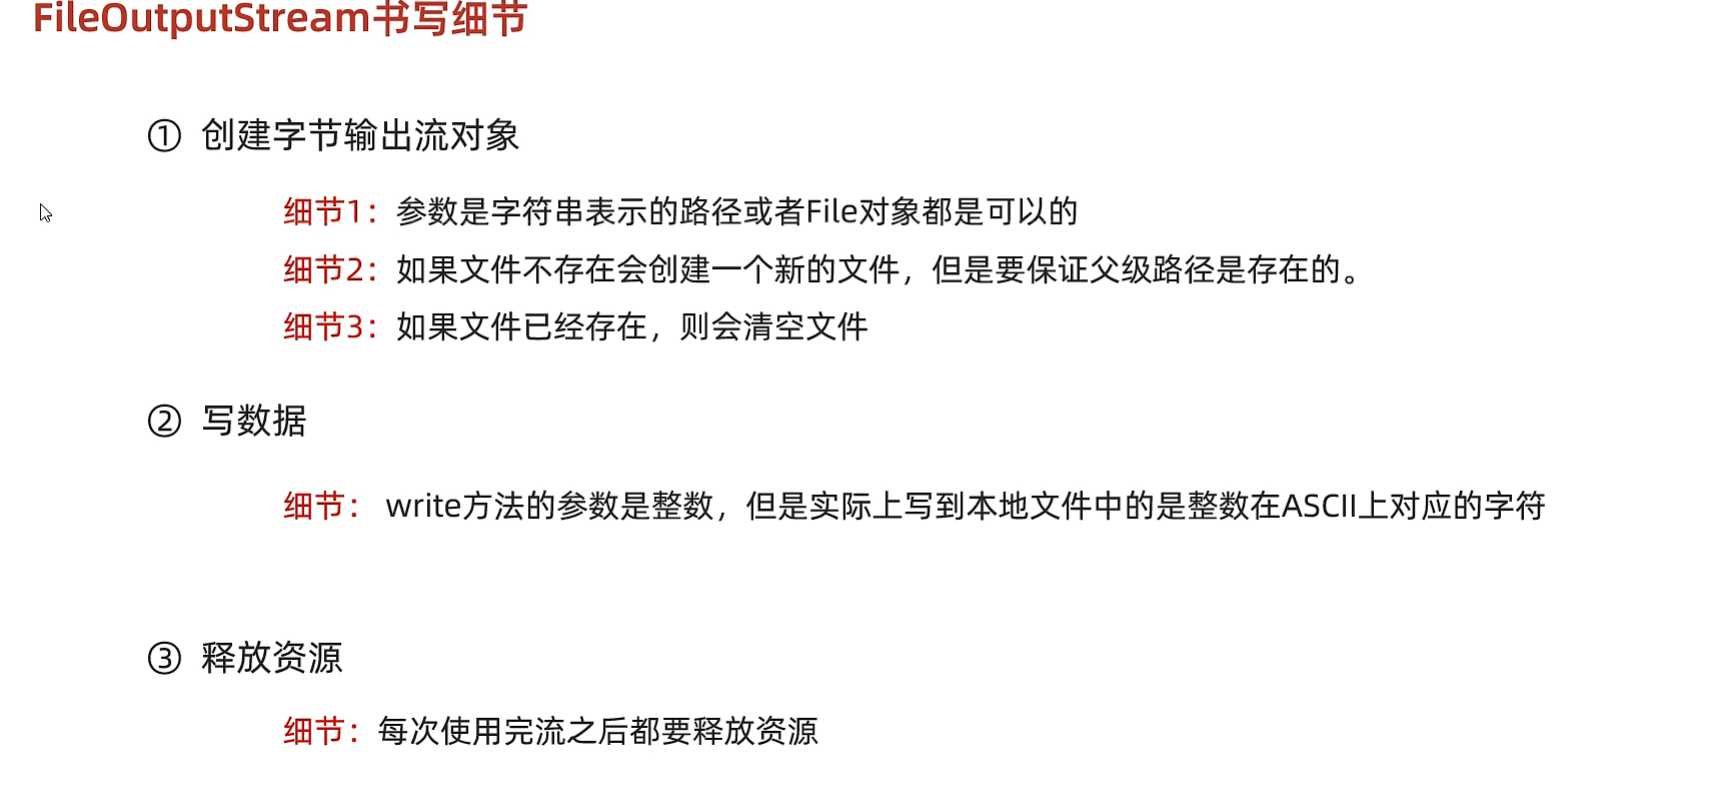 FileOutputStream书写细节
① 创建字节输出流对象
细节1：参数是字符串表示的路径或者File对象都是可以的
细节2：如果文件不存在会创建一个新的文件，但是要保证父级路径是存在的。
细节3：如果文件已经存在，则会清空文件
② 写数据
细节： write方法的参数是整数，但是实际上写到本地文件中的是整数在ASCII上对应的字符
③ 释放资源
细节：每次使用完流之后都要释放资源